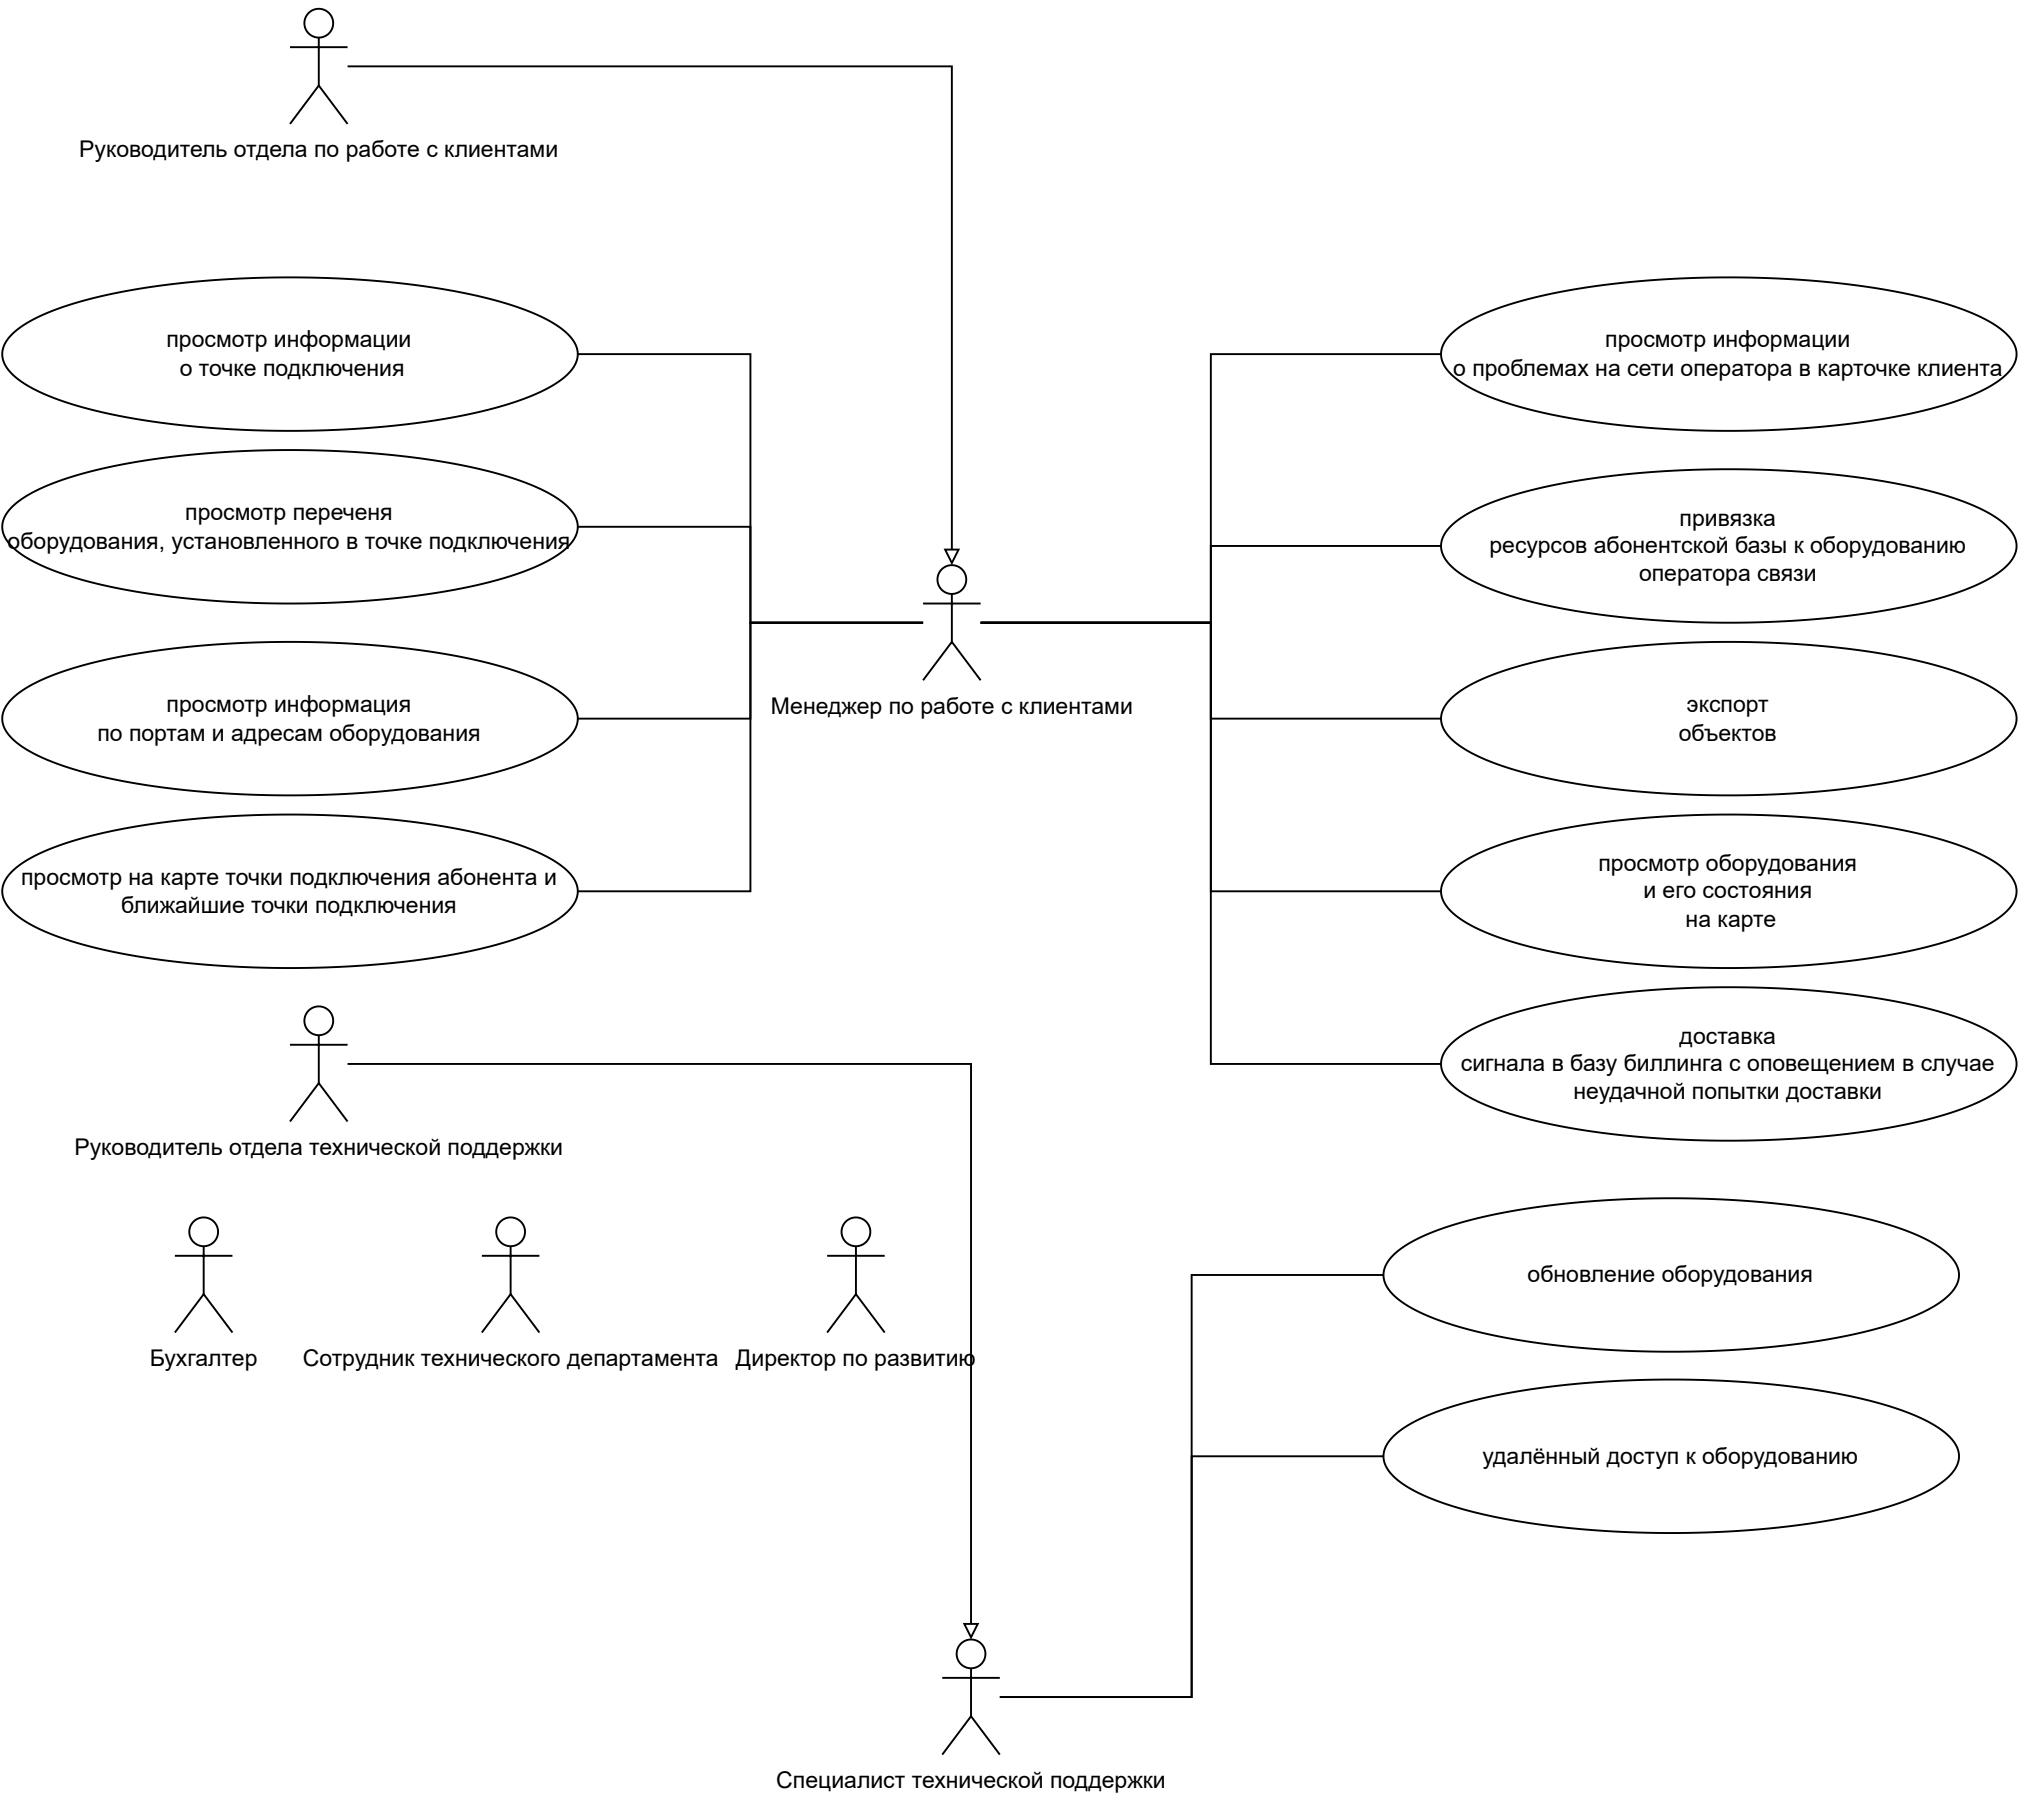 Руководитель отдела по работе с клиентами
просмотр информации
о точке подключения
просмотр переченя
оборудования, установленного в точке подключения
просмотр информация
по портам и адресам оборудования
просмотр на карте точки подключения абонента и
ближайшие точки подключения
Менеджер по работе с клиентами
просмотр информации
о проблемах на сети оператора в карточке клиента
привязка
ресурсов абонентской базы к оборудованию
оператора связи
экспорт
объектов
просмотр оборудования
и его состояния
на карте
доставка
сигнала в базу биллинга с оповещением в случае
неудачной попытки доставки
Руководитель отдела технической поддержки
Бухгалтер
Сотрудник технического департамента
Директор по развитию
обновление оборудования
удалённый доступ к оборудованию
Специалист технической поддержки